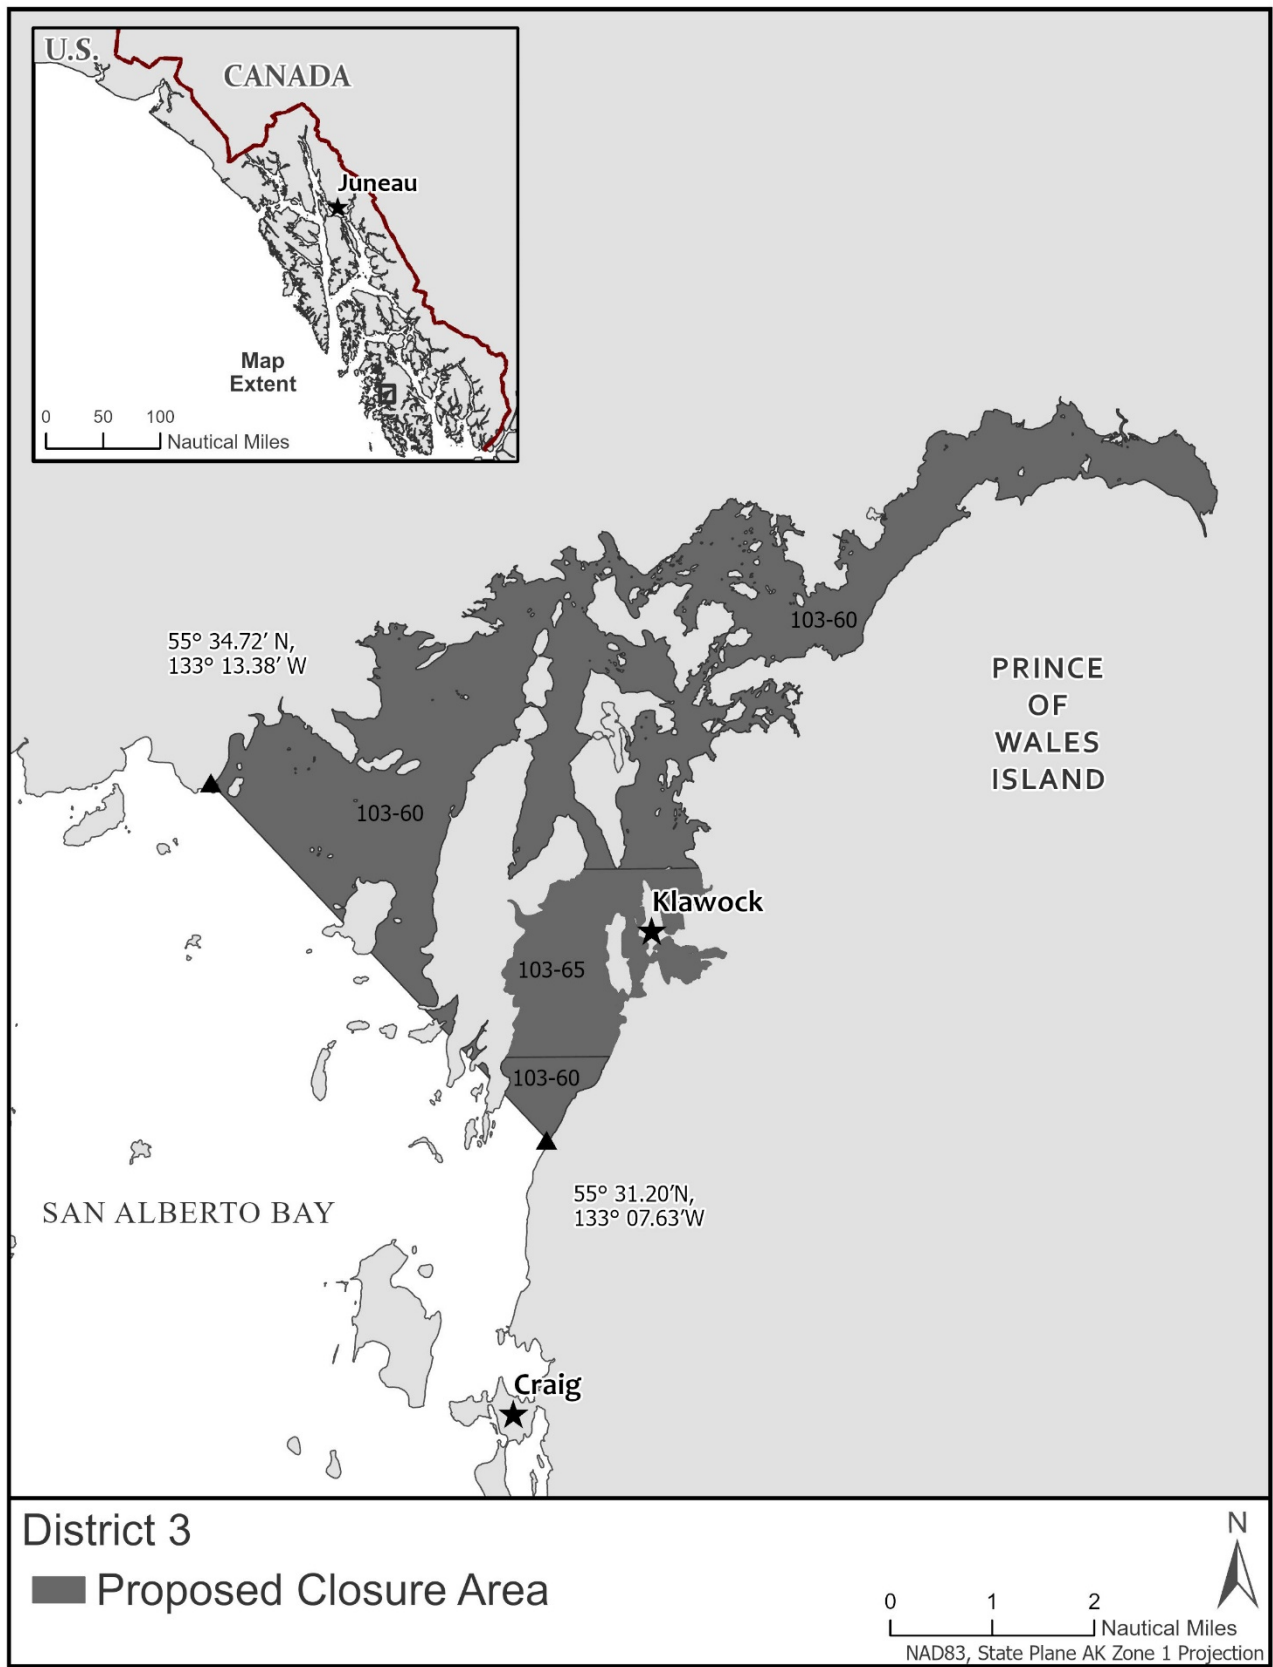 U.S.
CANADA
Juneau
Map
Extent
0 50 100
Nautical Miles
103-60
55° 34.72’ N,
133° 13.38’ W
PRINCE
OF
WALES
ISLAND
103-60
Klawock
103-65
103-60
55° 31.20’N,
133° 07.63’W
SAN ALBERTO BAY
Craig
District 3
Proposed Closure Area
N
0 1 2
Nautical Miles
NAD83, State Plane AK Zone 1 Projection